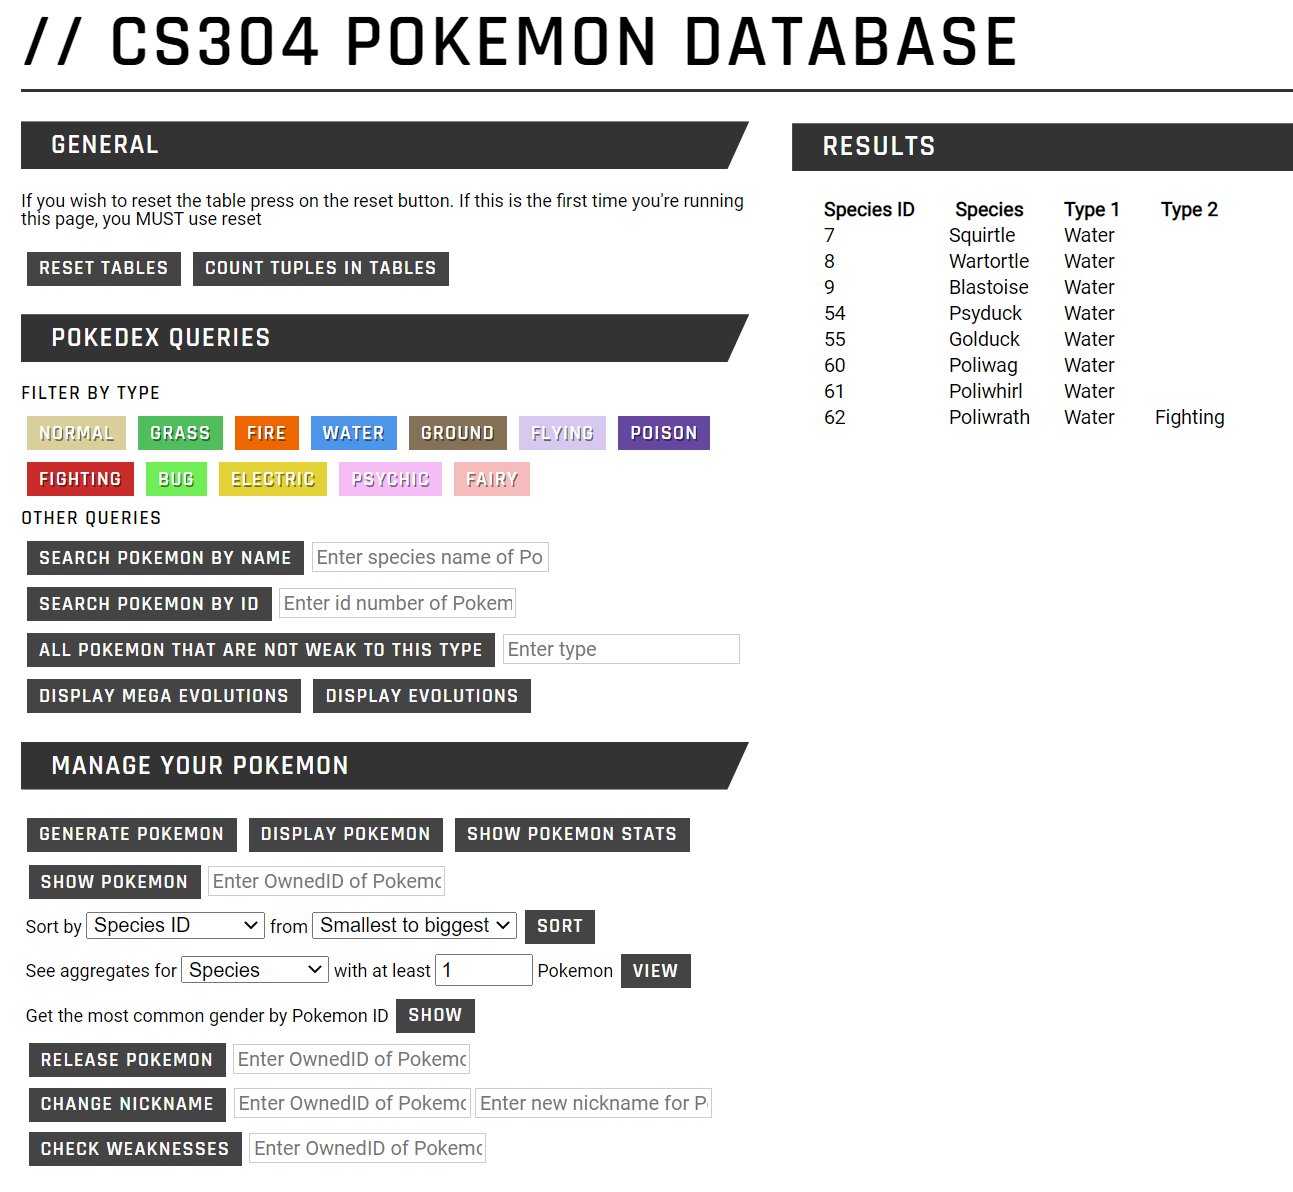 // CS304 POKEMON DATABASE
GENERAL
If you wish to reset the table press on the reset button. If this is the first time you're running
this page, you MUST use reset
RESET TABLES COUNT TUPLES IN TABLES
POKEDEX QUERIES
FILTER BY TYPE
NORMAL GRASS FIRE WATER GROUND FLYING POISON
FIGHTING BUG ELECTRIC PSYCHIC FAIRY
OTHER QUERIES
SEARCH POKEMON BY NAME Enter species name of Po
SEARCH POKEMON BY ID Enter id number of Pokem
ALL POKEMON THAT ARE NOT WEAK TO THIS TYPE Enter type
DISPLAY MEGA EVOLUTIONS DISPLAY EVOLUTIONS
MANAGE YOUR POKEMON
GENERATE POKEMON DISPLAY POKEMON SHOW POKEMON STATS
SHOW POKEMON Enter OwnedID of Pokemo
Sort by Species ID from Smallest to biggest SORT
See aggregates for Species with at least 1 Pokemon VIEW
Get the most common gender by Pokemon ID SHOW
RELEASE POKEMON Enter OwnedID of Pokemo
CHANGE NICKNAME Enter OwnedID of Pokemo Enter new nickname for P
CHECK WEAKNESSES Enter OwnedID of Pokemo
RESULTS
Species ID Species Type 1 Type 2
7 Squirtle Water
8 Wartortle Water
9 Blastoise Water
54 Psyduck Water
55 Golduck Water
60 Poliwag Water
61 Poliwhirl Water
62 Poliwrath Water Fighting